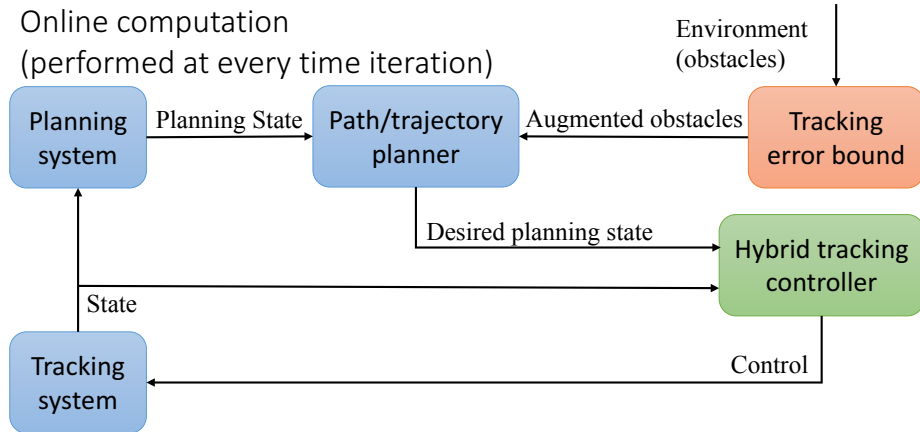 Online computation
(performed at every time iteration)
Environment
(obstacles)
Planning
system
Planning State
Path/trajectory
planner
Augmented obstacles
Tracking
error bound
Desired planning state
Hybrid tracking
controller
State
Tracking
system
Control